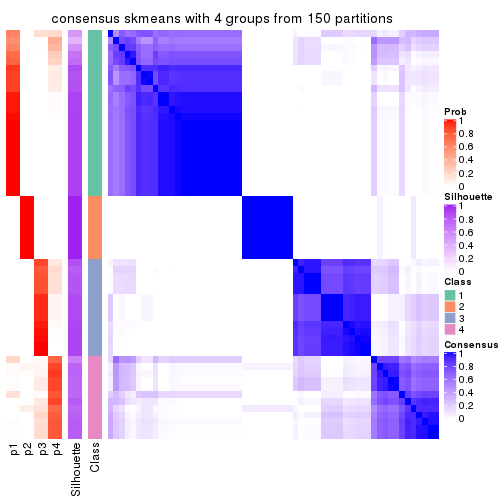 consensus skmeans with 4 groups from 150 partitions
Prob
1
0.8
0.6
0.4
0.2
0
Silhouette
1
0.8
0.6
0.4
0.2
0
Class
1
2
3
4
Consensus
1
0.8
0.6
0.4
0.2
0
p1
p2
p3
p4
Silhouette
Class